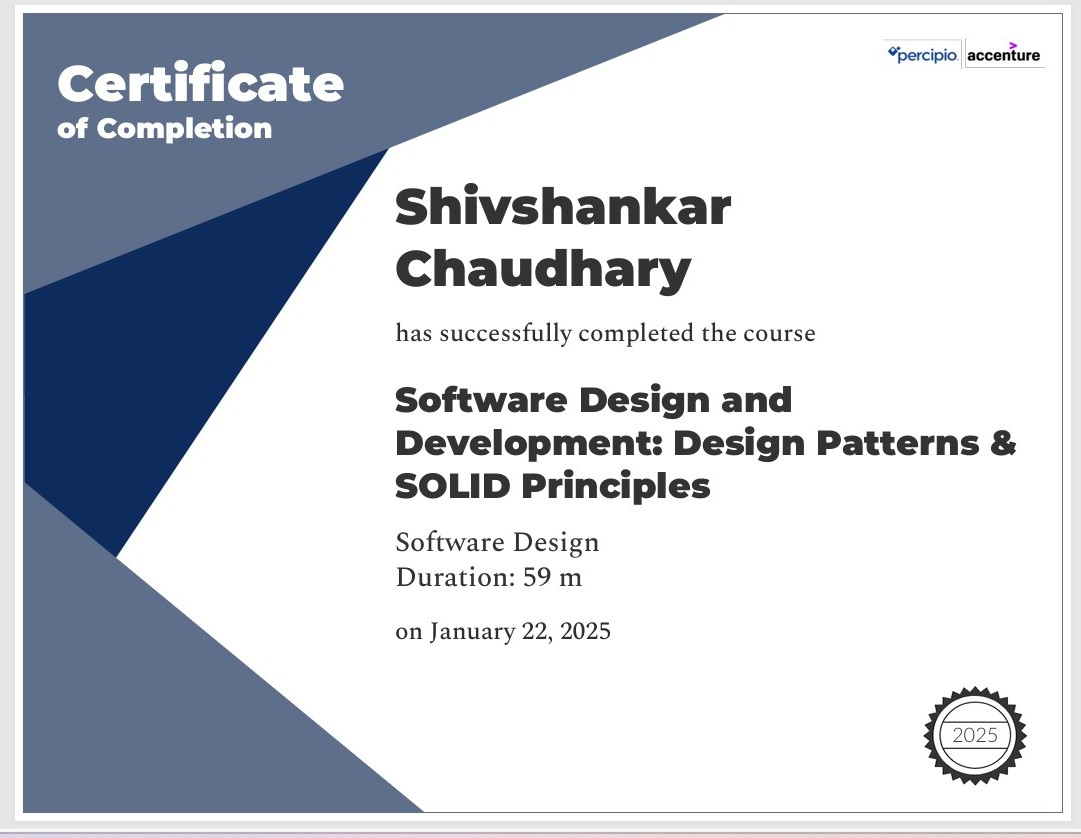 Certificate
of Completion
percipio. accenture
Shivshankar
Chaudhary
has successfully completed the course
Software Design and
Development: Design Patterns &
SOLID Principles
Software Design
Duration: 59 m
on January 22, 2025
2025